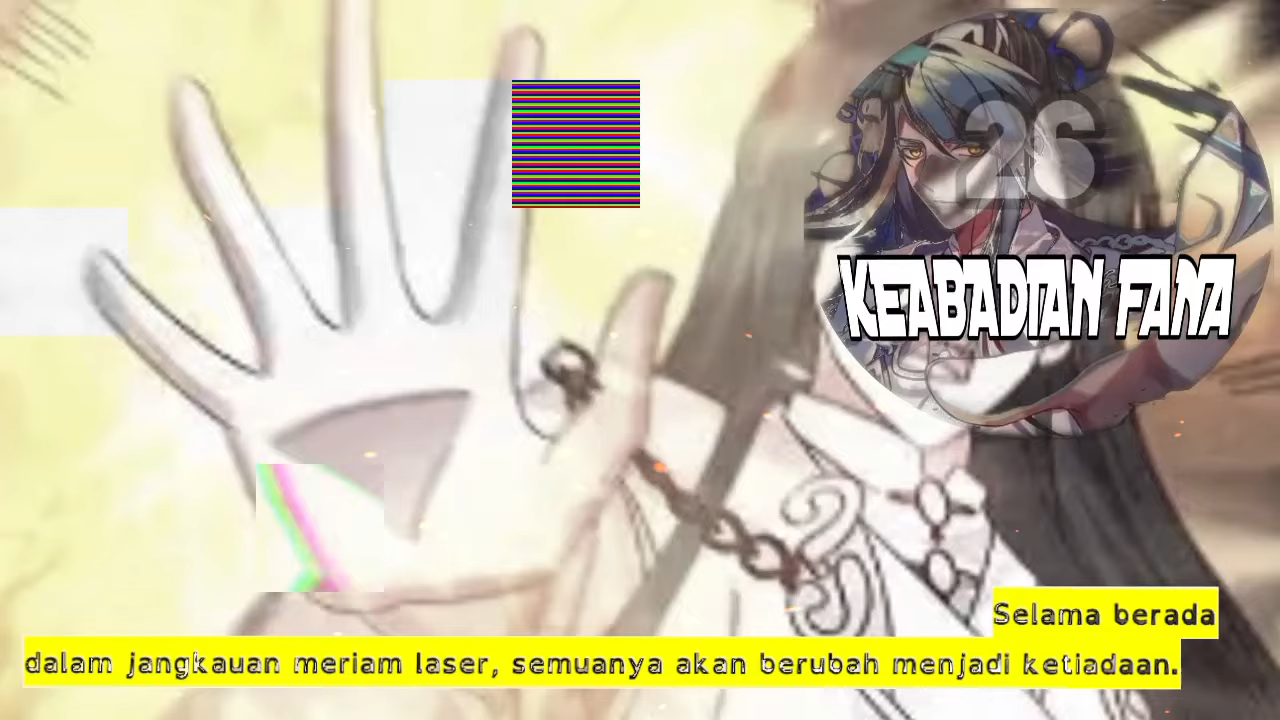 26
KEABADIAN FANA
Selama berada
dalam jangkauan meriam laser, semuanya akan berubah menjadi ketiadaan.